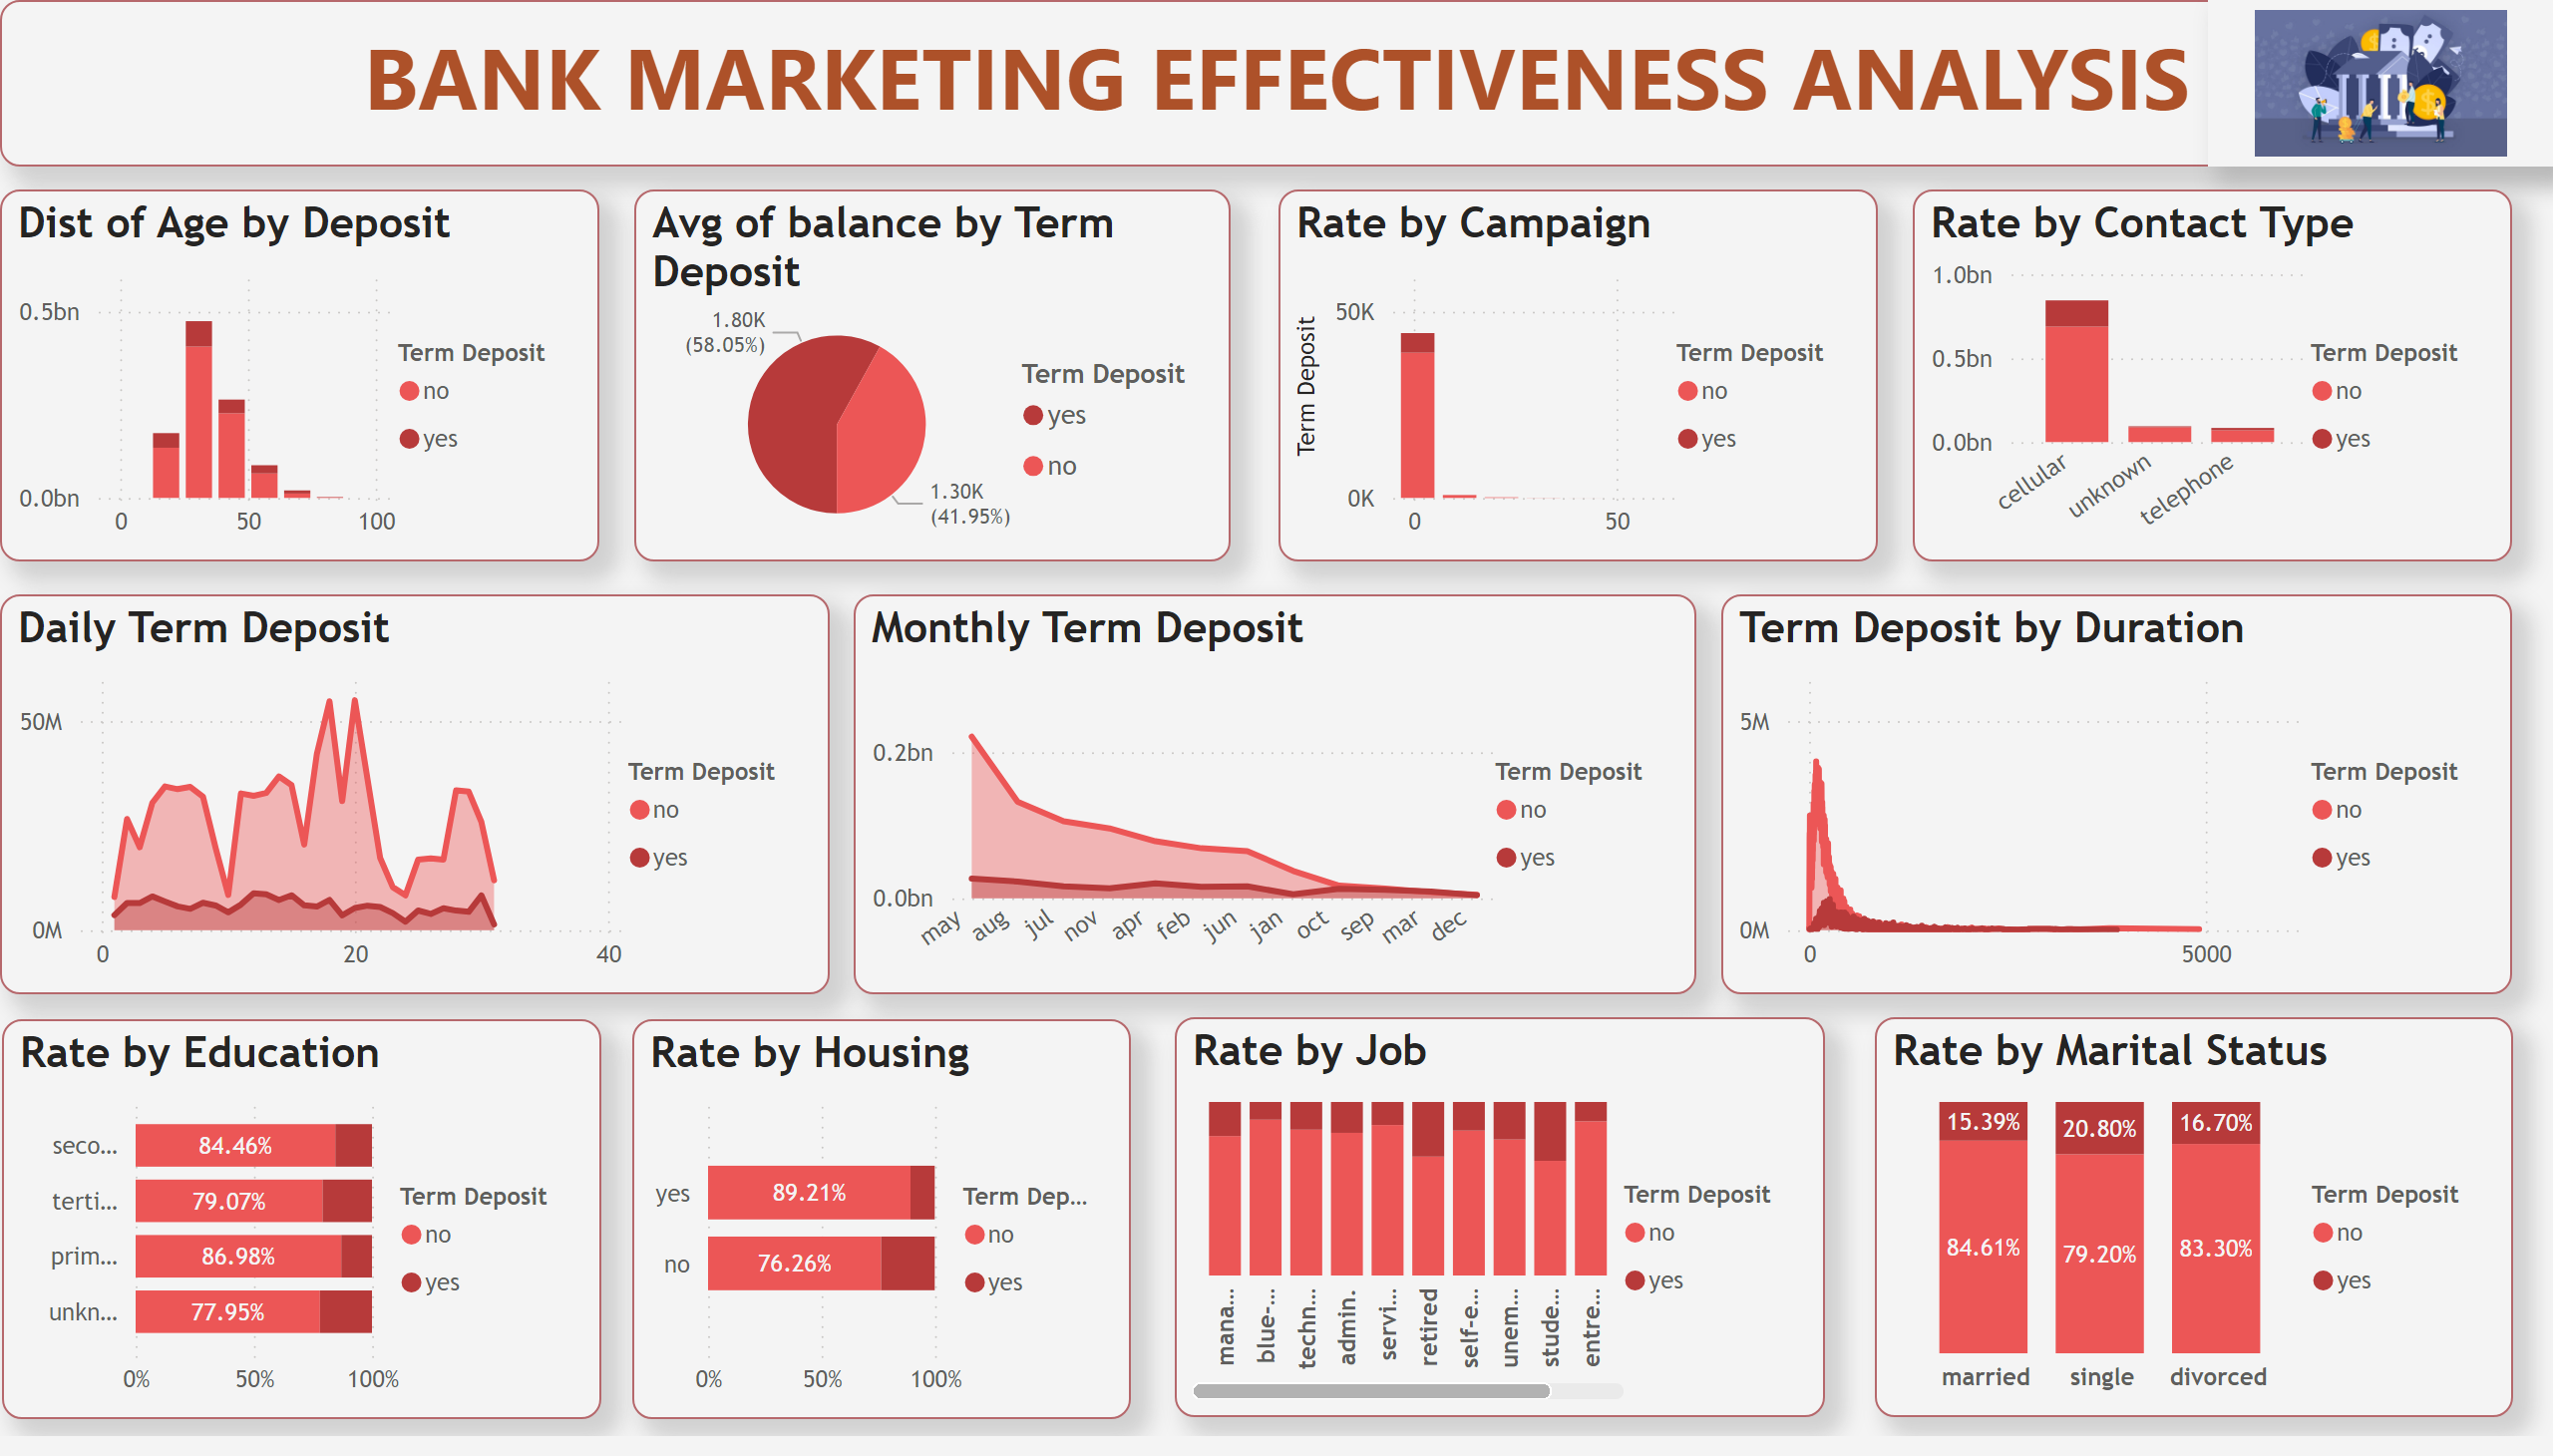 BANK MARKETING EFFECTIVENESS ANALYSIS
Dist of Age by Deposit
0.5bn
0.0bn
0
50
100
Term Deposit
no
yes
Avg of balance by Term
Deposit
1.80K
(58.05%)
1.30K
(41.95%)
Term Deposit
yes
no
Rate by Campaign
Term Deposit
50K
0K
0
50
Term Deposit
no
yes
Rate by Contact Type
1.0bn
0.5bn
0.0bn
cellular
unknown
telephone
Term Deposit
no
yes
Daily Term Deposit
50M
0M
0
20
40
Term Deposit
no
yes
Monthly Term Deposit
0.2bn
0.0bn
may
aug
jul
nov
apr
feb
jun
jan
oct
sep
mar
dec
Term Deposit
no
yes
Term Deposit by Duration
5M
0M
0
5000
Term Deposit
no
yes
Rate by Education
seco... 84.46%
terti... 79.07%
prim... 86.98%
unkn... 77.95%
0%
50%
100%
Term Deposit
no
yes
Rate by Housing
yes 89.21%
no 76.26%
0%
50%
100%
Term Dep...
no
yes
Rate by Job
mana...
blue-...
techn...
admin.
servi...
retired
self-e...
unem...
stude...
entre...
Term Deposit
no
yes
Rate by Marital Status
15.39%
20.80%
16.70%
84.61%
79.20%
83.30%
married
single
divorced
Term Deposit
no
yes